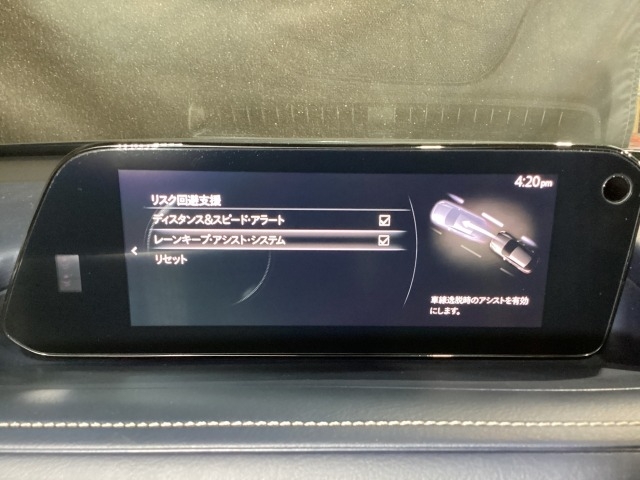 4:20pm
リスク回避支援
ディスタンス&スピード・アラート
レーンキープ・アシスト・システム
リセット
車線逸脱時のアシストを有効
にします。